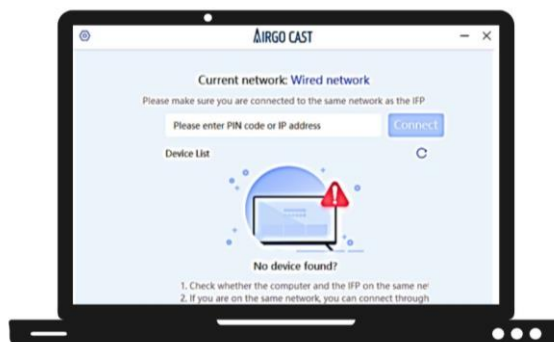 AIRGO CAST
Current network: Wired network
Please make sure you are connected to the same network as the IFP
Please enter PIN code or IP address Connect
Device List
No device found?
1. Check whether the computer and the IFP on the same
2. If you are on the same network, you can connect through